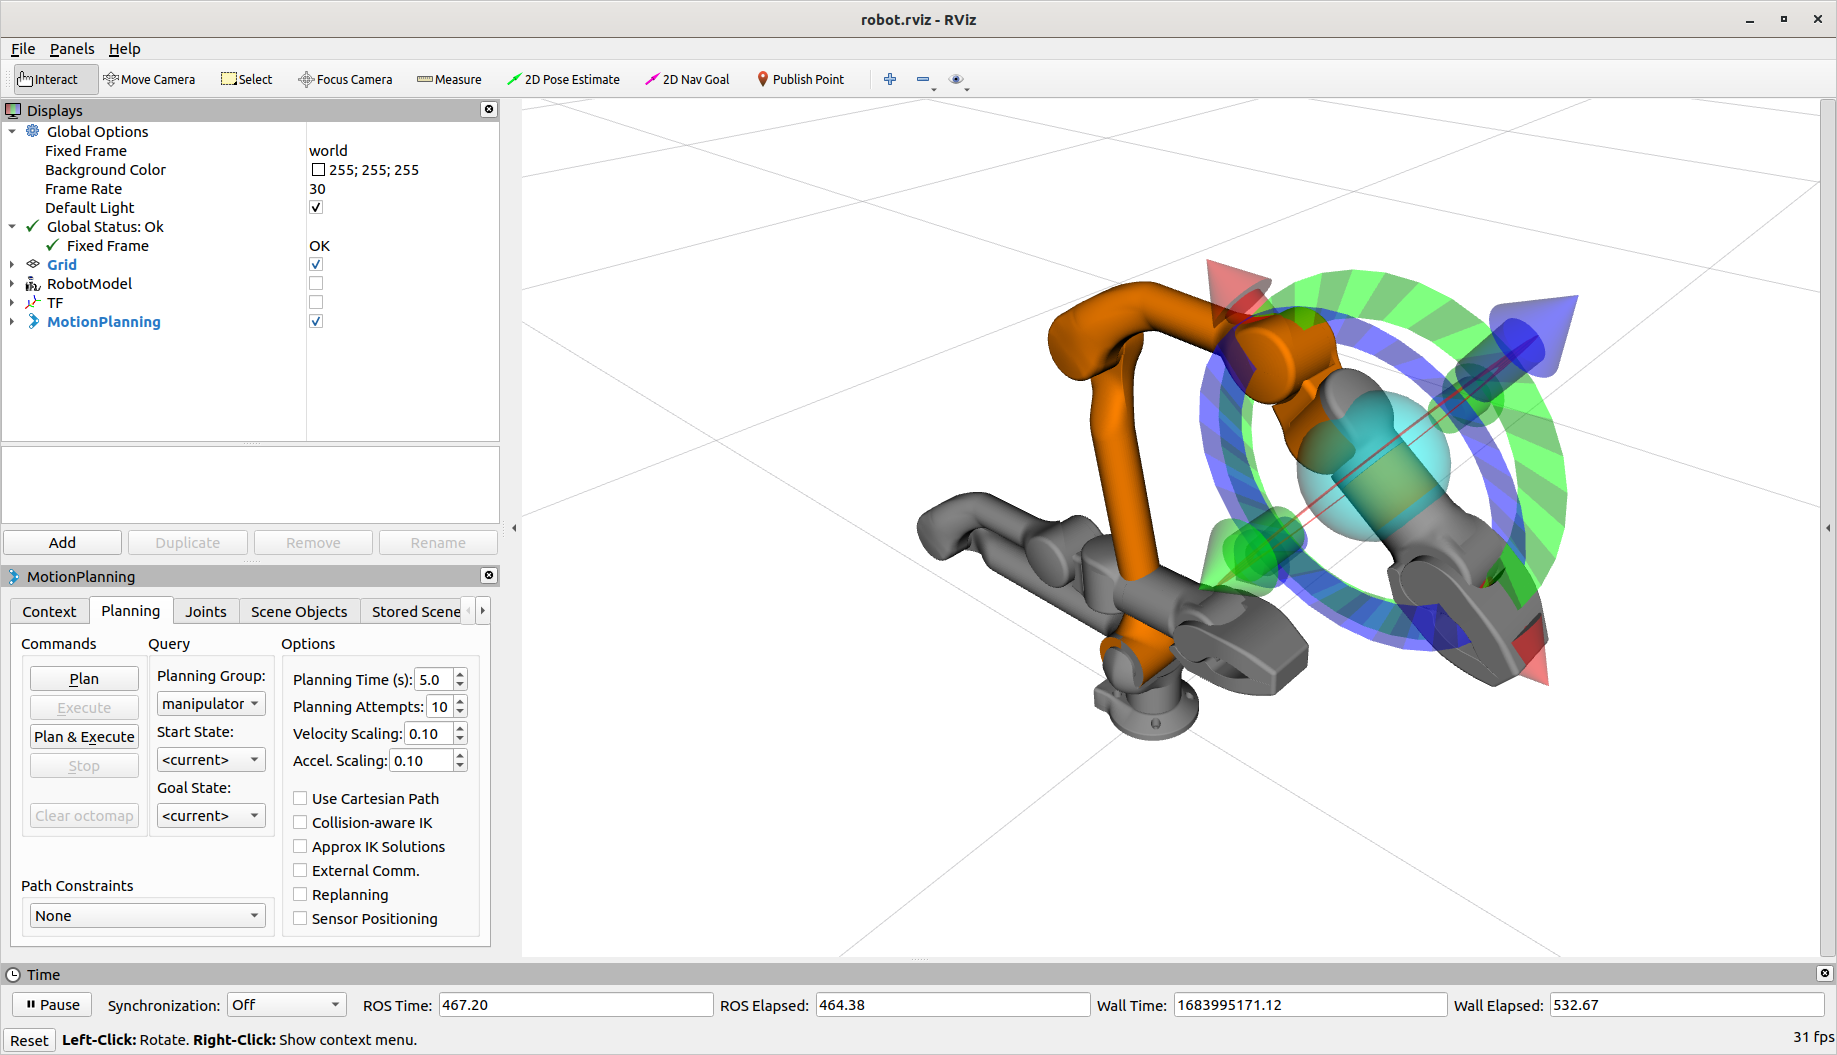 robot.rviz - RViz
File Panels Help
Interact Move Camera Select Focus Camera Measure 2D Pose Estimate 2D Nav Goal Publish Point
Displays
Global Options
Fixed Frame world
Background Color 255; 255; 255
Frame Rate 30
Default Light
Global Status: Ok
Fixed Frame OK
Grid
RobotModel
TF
MotionPlanning
Add Duplicate Remove Rename
MotionPlanning
Context Planning Joints Scene Objects Stored Scene
Commands Query Options
Plan
Execute
Plan & Execute
Stop
Clear octomap
Planning Group:
manipulator
Start State:
<current>
Goal State:
<current>
Planning Time (s): 5.0
Planning Attempts: 10
Velocity Scaling: 0.10
Accel. Scaling: 0.10
Use Cartesian Path
Collision-aware IK
Approx IK Solutions
External Comm.
Replanning
Sensor Positioning
Path Constraints
None
Time
Pause Synchronization: Off ROS Time: 467.20 ROS Elapsed: 464.38 Wall Time: 1683995171.12 Wall Elapsed: 532.67
Reset Left-Click: Rotate. Right-Click: Show context menu. 31 fps